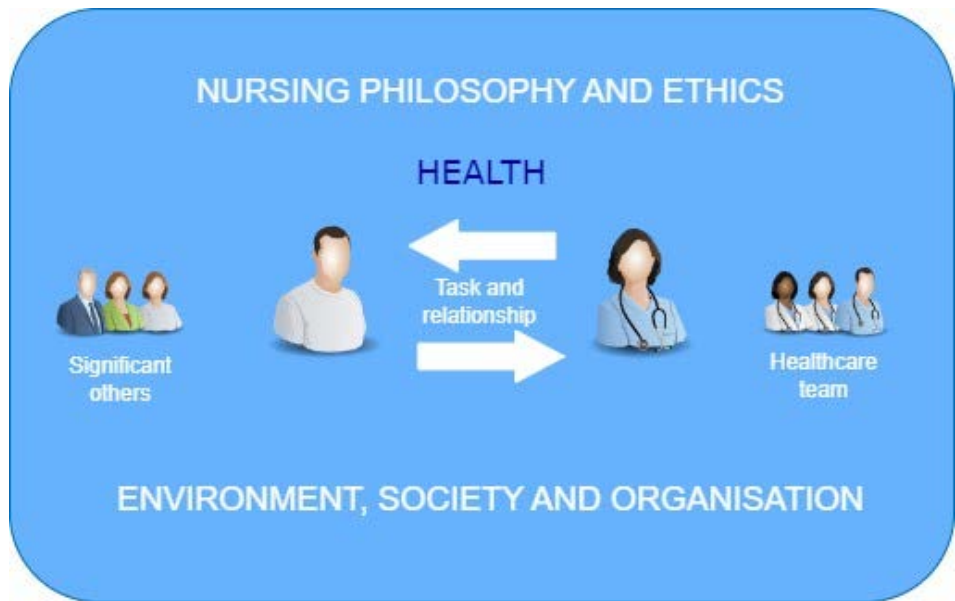 NURSING PHILOSOPHY AND ETHICS
HEALTH
Task and
relationship
Significant
others
Healthcare
team
ENVIRONMENT, SOCIETY AND ORGANISATION